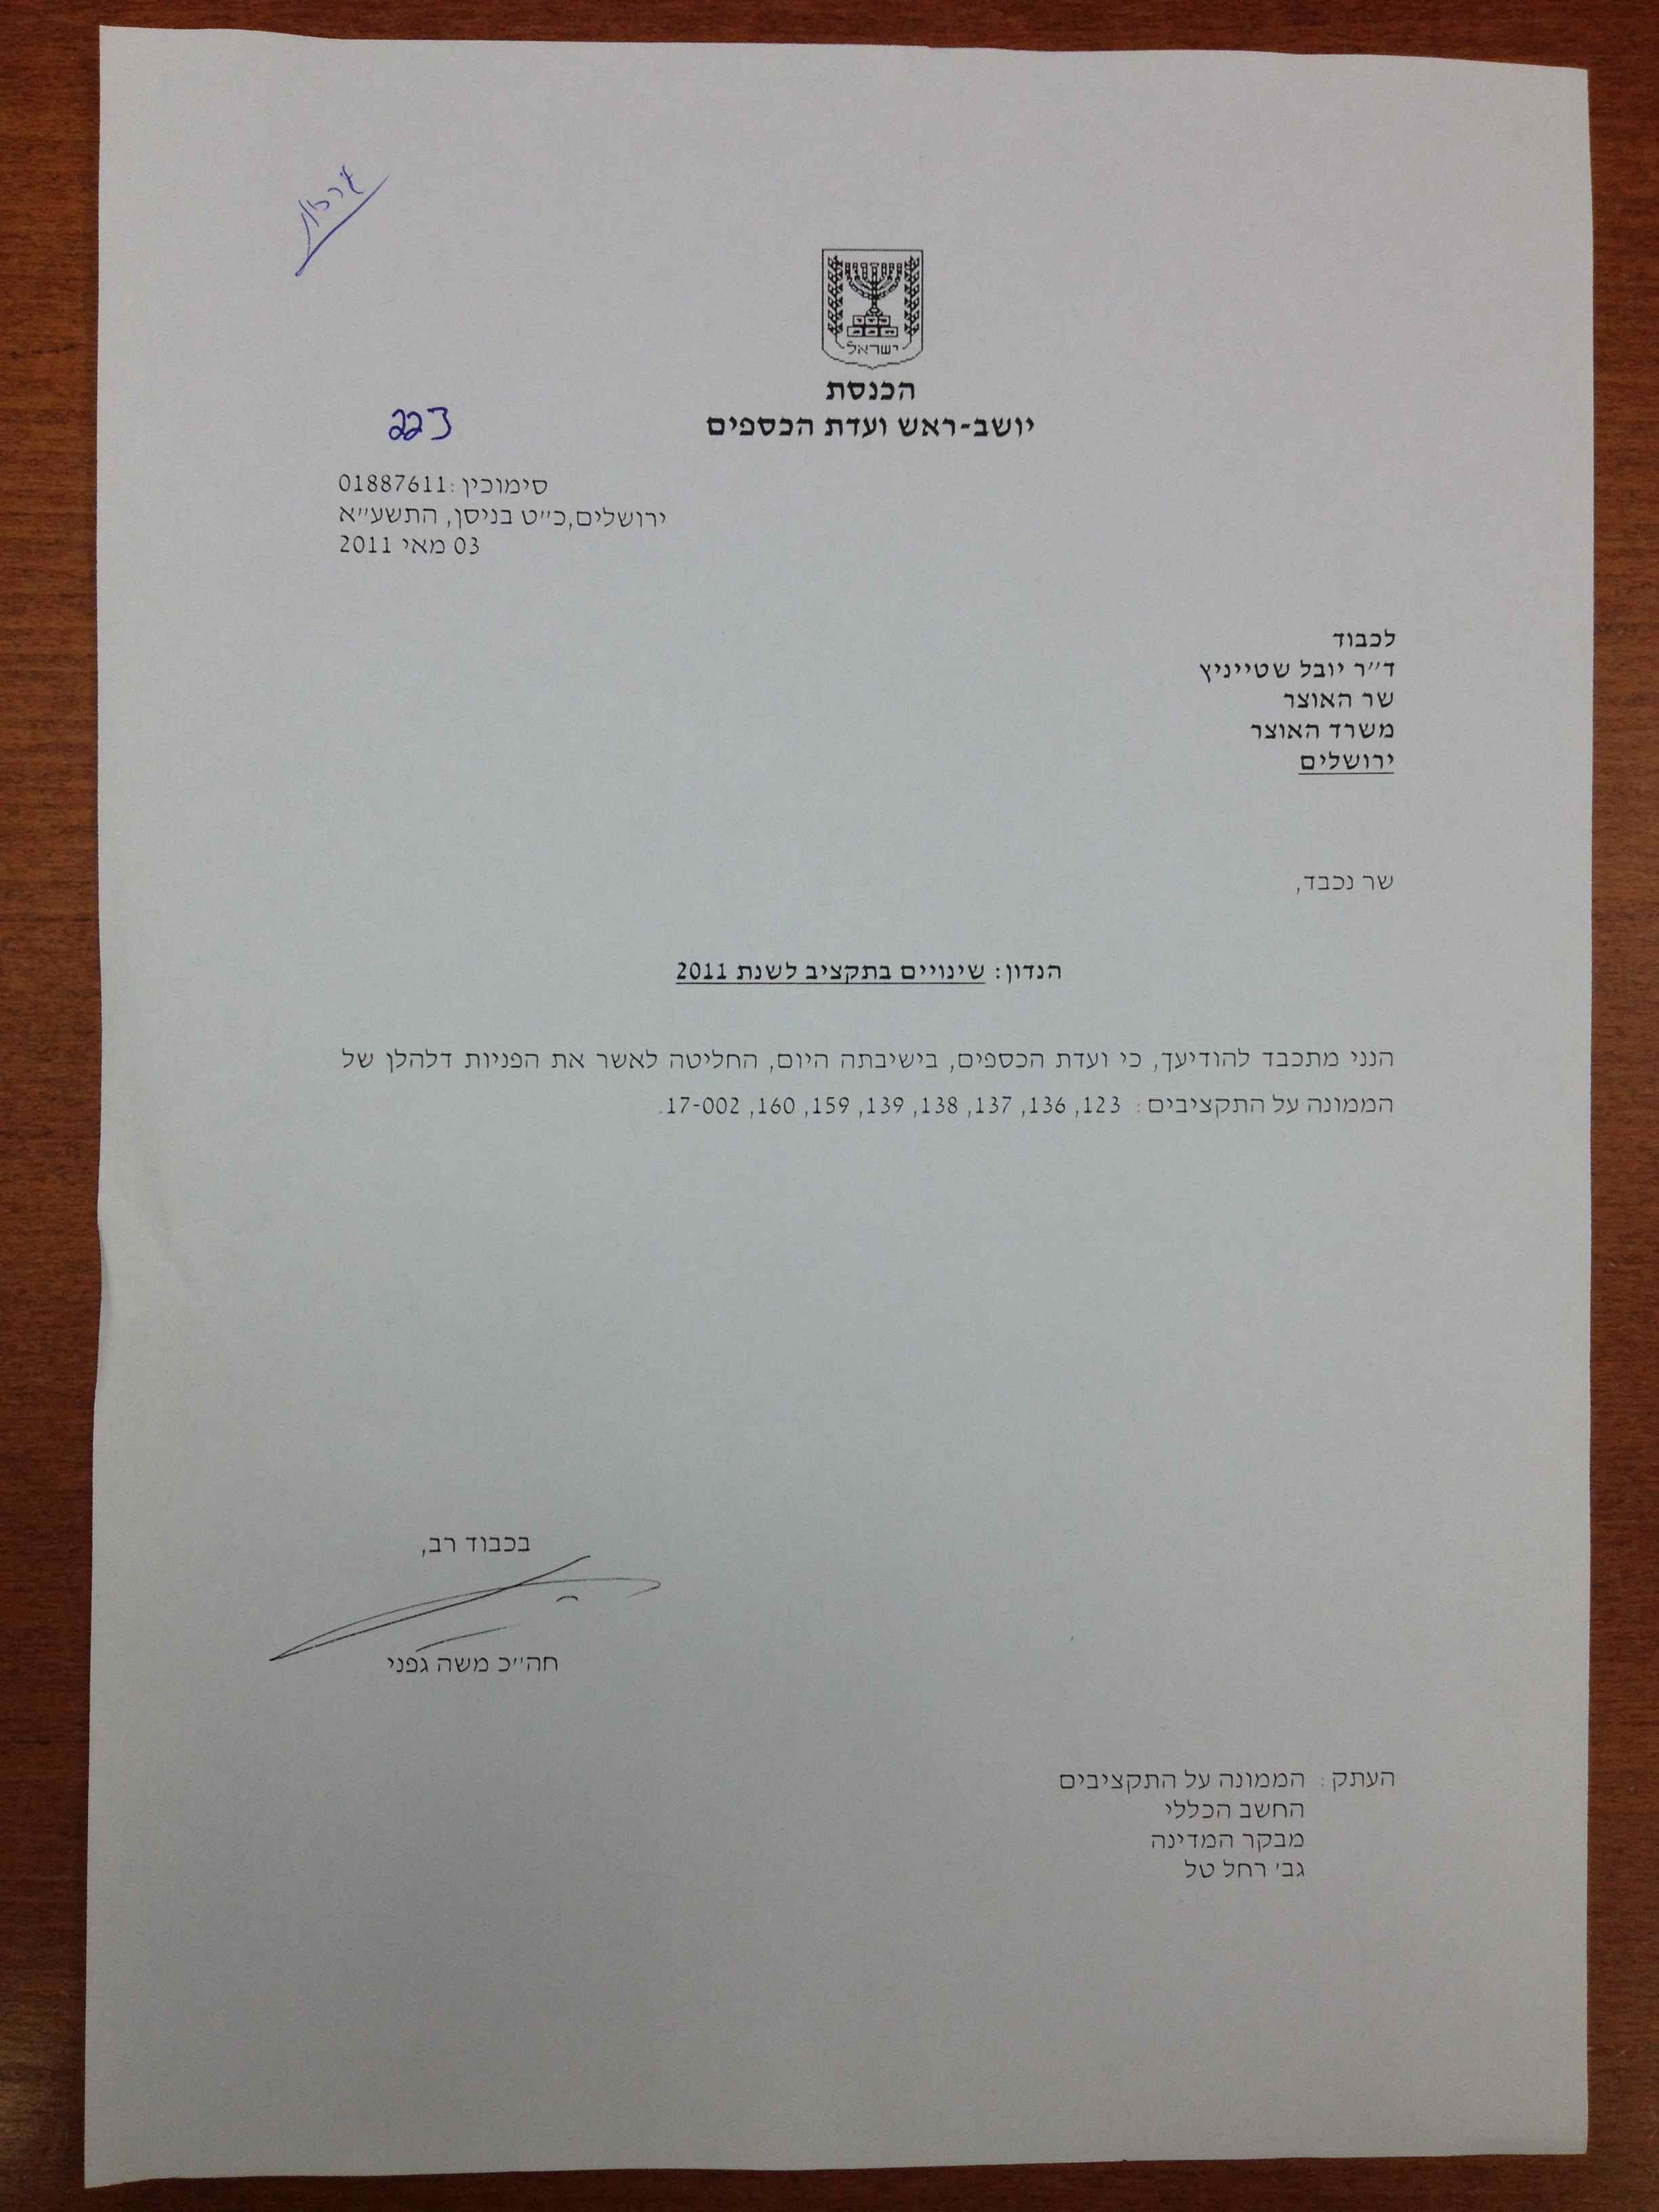 ישראל
הכנסת
יושב-ראש ועדת הכספים
223
סימוכין: 01887611
ירושלים, כ"ט בניסן, התשע"א
03 מאי 2011
לכבוד
ד"ר יובל שטייניץ
שר האוצר
משרד האוצר
ירושלים
שר נכבד,
הנדון: שינויים בתקציב לשנת 2011
הנני מתכבד להודיעך, כי ועדת הכספים, בישיבתה היום, החליטה לאשר את הפניות דלהלן של
הממונה על התקציבים: 123, 136, 137, 138, 139, 159, 160, 17-002.
בכבוד רב,
חה"כ משה גפני
העתק: הממונה על התקציבים
החשב הכללי
מבקר המדינה
גב' רחל טל